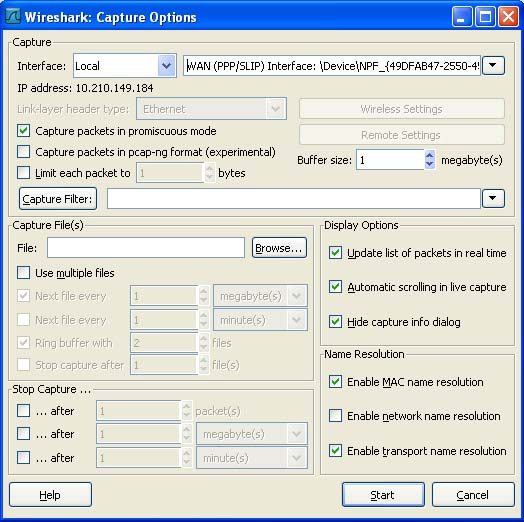 Wireshark: Capture Options
Capture
Interface: Local WAN (PPP/SLIP) Interface: \Device\NPF_{49DFAB47-2550-45
IP address: 10.210.149.184
Link-layer header type: Ethernet Wireless Settings
Capture packets in promiscuous mode Remote Settings
Capture packets in pcap-ng format (experimental) Buffer size: 1 megabyte(s)
Limit each packet to 1 bytes
Capture Filter:
Capture File(s)
File: Browse...
Use multiple files
Next file every 1 megabyte(s)
Next file every 1 minute(s)
Ring buffer with 2 files
Stop capture after 1 file(s)
Stop Capture ...
... after 1 packet(s)
... after 1 megabyte(s)
... after 1 minute(s)
Display Options
Update list of packets in real time
Automatic scrolling in live capture
Hide capture info dialog
Name Resolution
Enable MAC name resolution
Enable network name resolution
Enable transport name resolution
Help Start Cancel